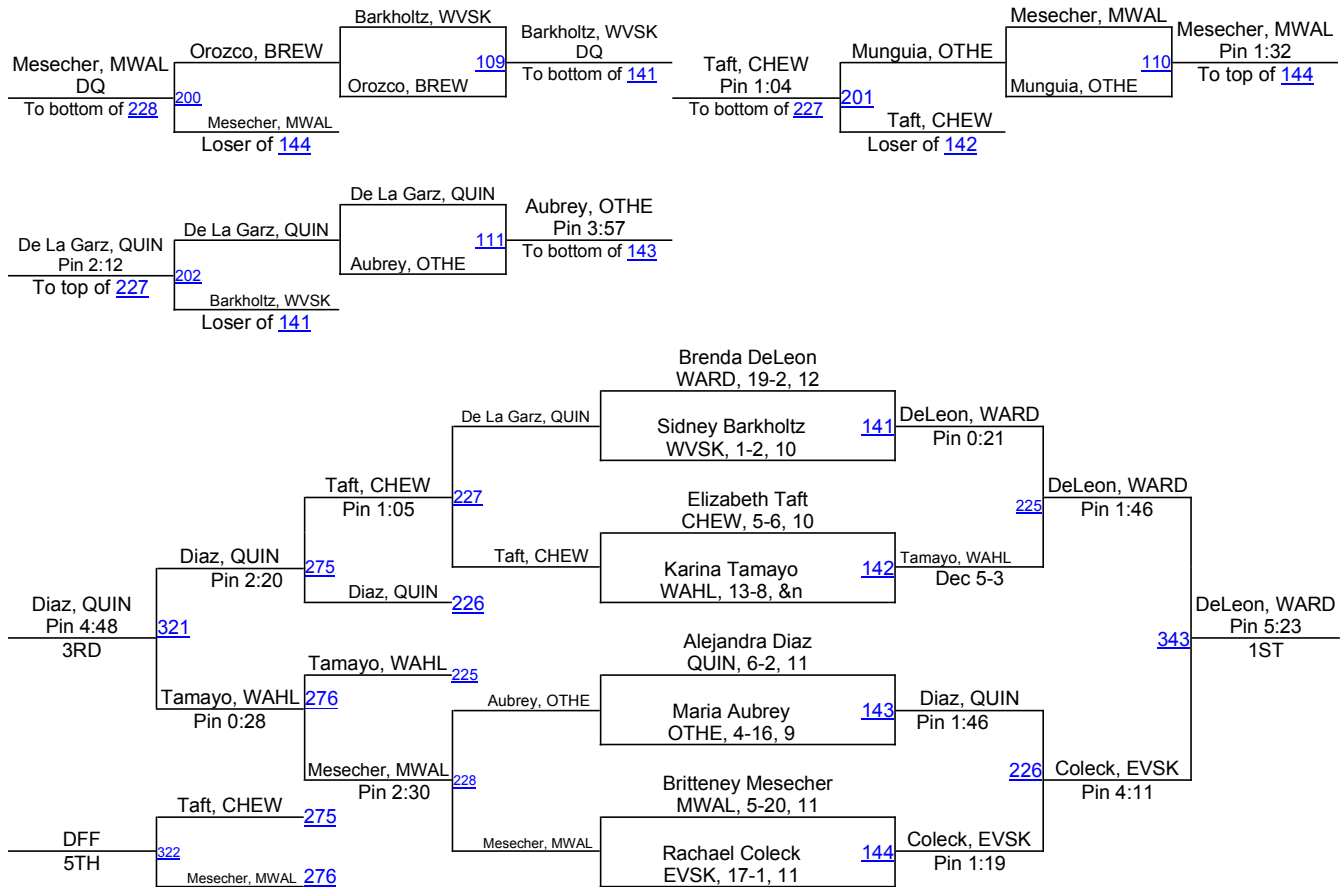 Barkholtz, WVSK
Orozco, BREW
109
Orozco, BREW
Barkholtz, WVSK
DQ
To bottom of 141
Mesecher, MWAL
DQ
To bottom of 228
200
Mesecher, MWAL
Loser of 144
Mesecher, MWAL
Munguia, OTHE
110
Munguia, OTHE
Mesecher, MWAL
Pin 1:32
To top of 144
Taft, CHEW
Pin 1:04
To bottom of 227
201
Taft, CHEW
Loser of 142
De La Garz, QUIN
De La Garz, QUIN
111
Aubrey, OTHE
Aubrey, OTHE
Pin 3:57
To bottom of 143
De La Garz, QUIN
Pin 2:12
To top of 227
202
Barkholtz, WVSK
Loser of 141
Brenda DeLeon
WARD, 19-2, 12
De La Garz, QUIN
Sidney Barkholtz
WVSK, 1-2, 10
141
DeLeon, WARD
Pin 0:21
Taft, CHEW
Pin 1:05
227
Elizabeth Taft
CHEW, 5-6, 10
225
DeLeon, WARD
Pin 1:46
Diaz, QUIN
Pin 2:20
275
Taft, CHEW
Karina Tamayo
WAHL, 13-8, &n
142
Tamayo, WAHL
Dec 5-3
Diaz, QUIN
226
Diaz, QUIN
Pin 4:48
3RD
321
Alejandra Diaz
QUIN, 6-2, 11
343
DeLeon, WARD
Pin 5:23
1ST
Tamayo, WAHL
225
Tamayo, WAHL
Pin 0:28
276
Aubrey, OTHE
Maria Aubrey
OTHE, 4-16, 9
143
Diaz, QUIN
Pin 1:46
Mesecher, MWAL
Pin 2:30
228
Britteney Mesecher
MWAL, 5-20, 11
226
Coleck, EVSK
Pin 4:11
Taft, CHEW
275
DFF
5TH
322
Mesecher, MWAL
276
Mesecher, MWAL
Rachael Coleck
EVSK, 17-1, 11
144
Coleck, EVSK
Pin 1:19